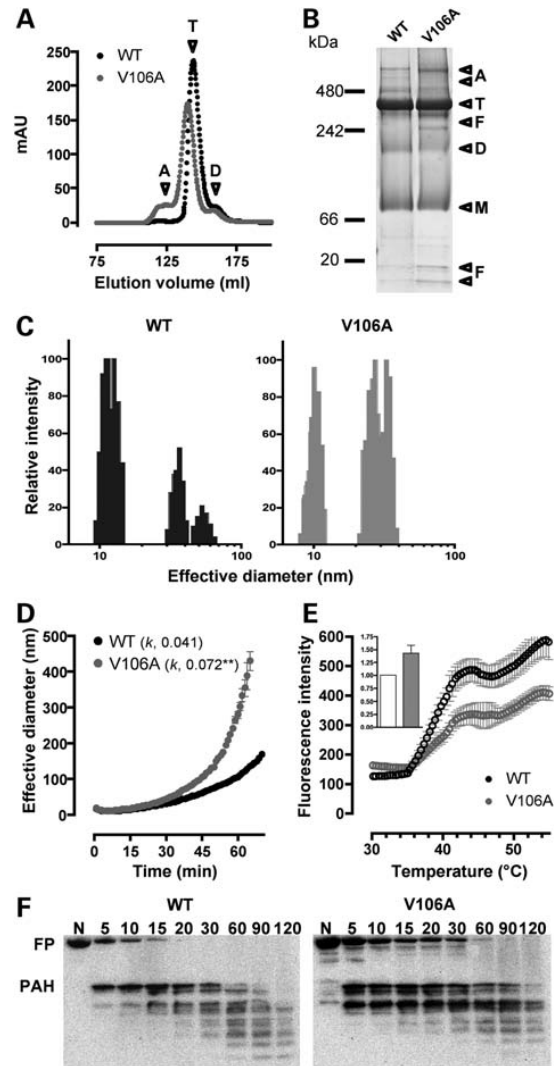 A
T
WT
V106A
mAU
250
200
150
100
50
0
A
D
75
125
175
Elution volume (ml)
B
WT
V106A
kDa
480
242
66
20
A
T
F
D
M
F
C
WT
V106A
Relative intensity
100
80
60
40
20
0
100
80
60
40
20
0
10
100
10
100
Effective diameter (nm)
D
WT (k, 0.041)
V106A (k, 0.072**)
Effective diameter (nm)
500
400
300
200
100
0
0
15
30
45
60
Time (min)
E
Fluorescence intensity
600
500
400
300
200
100
0
1.75
1.50
1.25
1.00
0.75
0.50
0.25
0
WT
V106A
30
40
50
Temperature (°C)
F
WT
V106A
N 5 10 15 20 30 60 90 120
N 5 10 15 20 30 60 90 120
FP
PAH